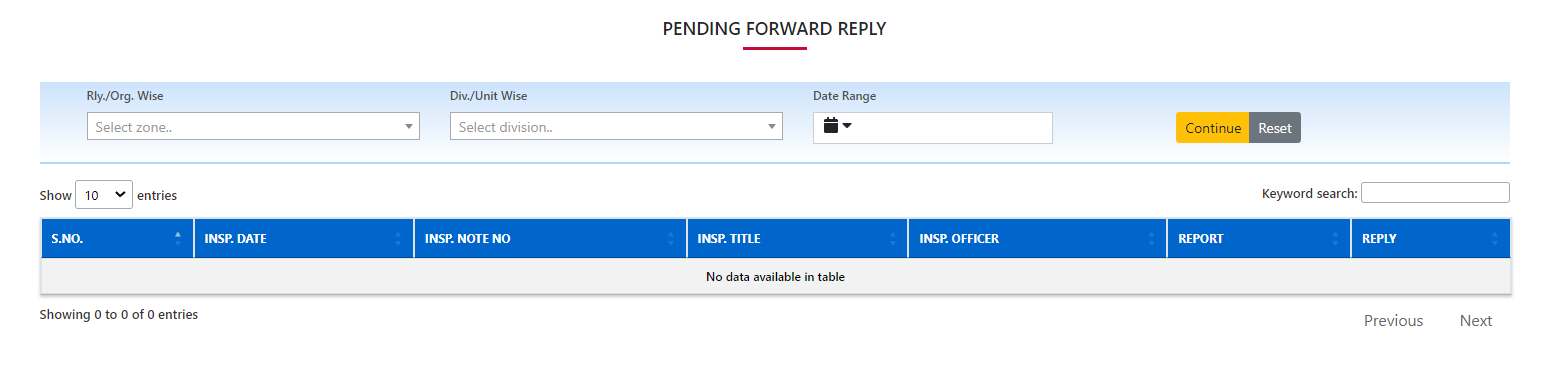 PENDING FORWARD REPLY
Rly./Org. Wise Div./Unit Wise Date Range
Select zone.. Select division.. Continue Reset
Show 10 entries Keyword search:
S.NO. INSP. DATE INSP. NOTE NO INSP. TITLE INSP. OFFICER REPORT REPLY
No data available in table
Showing 0 to 0 of 0 entries Previous Next